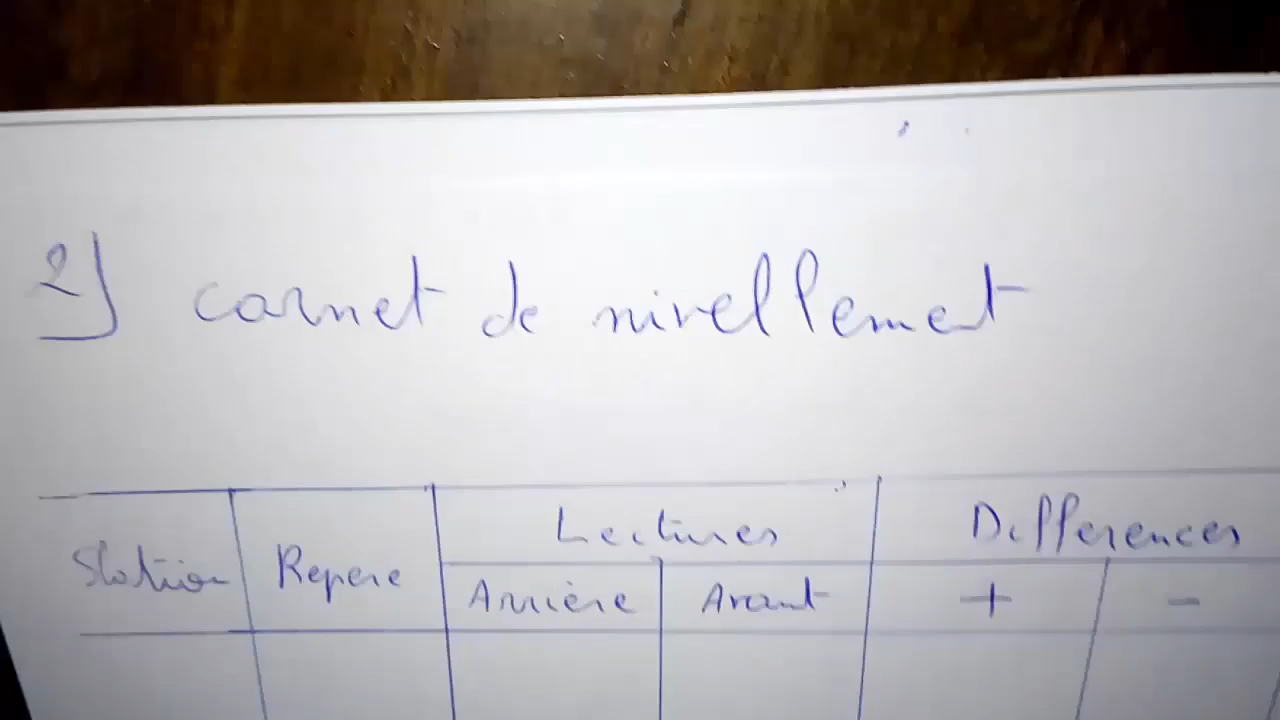 2) carnet de nivellement
Lectures Differences
Station Repere Arrière Avant + -